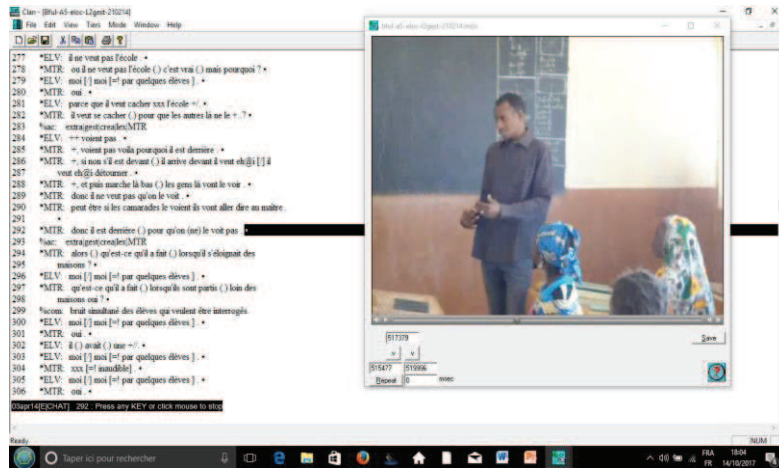 Clan - [Bful-A5-eloc-L2gest-210214]
File Edit View Tiers Mode Window Help
277 *ELV: il ne veut pas l'école . •
278 *MTR: ou il ne veut pas l'école ( ) c'est vrai ( ) mais pourquoi ? •
279 *ELV: moi [/] moi [=! par quelques élèves ] . •
280 *MTR: oui . •
281 *ELV: parce que il veut cacher xxx l'école +/. •
282 *MTR: il veut se cacher ( ) pour que les autres là ne le + ..? •
283 %iac: extra|gest|crea|lex|MTR
284 *ELV: ++ voient pas . •
285 *MTR: +, voient pas voila pourquoi il est derrière . •
286 *MTR: +, si non s'il est devant ( ) il arrive devant il veut eh@i [/] il
287 veut eh@i détourner . •
288 *MTR: +, et puis marche là bas ( ) les gens là vont le voir . •
289 *MTR: donc il ne veut pas qu'on le voit . •
290 *MTR: peut être si les camarades le voient ils vont aller dire au maître .
291 •
292 *MTR: donc il est derrière ( ) pour qu'on (ne) le voit pas . •
293 %iac: extra|gest|crea|lex|MTR
294 *MTR: alors ( ) qu'est-ce qu'il a fait ( ) lorsqu'il s'éloignait des
295 maisons ? •
296 *ELV: moi [/] moi [=! par quelques élèves ] . •
297 *MTR: qu'est-ce qu'il a fait ( ) lorsqu'ils sont partis ( ) loin des
298 maisons oui ? •
299 %com: bruit simultané des élèves qui veulent être interrogés.
300 *ELV: moi [/] moi [=! par quelques élèves ] . •
301 *MTR: oui . •
302 *ELV: il ( ) avait ( ) une +//. •
303 *ELV: moi [/] moi [=! par quelques élèves ] . •
304 *MTR: xxx [=! inaudible] . •
305 *ELV: moi [/] moi [=! par quelques élèves ] . •
306 *MTR: oui . •
03apr14[E|CHAT] 292 : Press any KEY or click mouse to stop
Ready
NUM
bful-a5-eloc-l2gest-210214.mov
517379
Save
v v
515477 519996
Repeat 0 msec
Taper ici pour rechercher
FRA 18:04
FR 14/10/2017